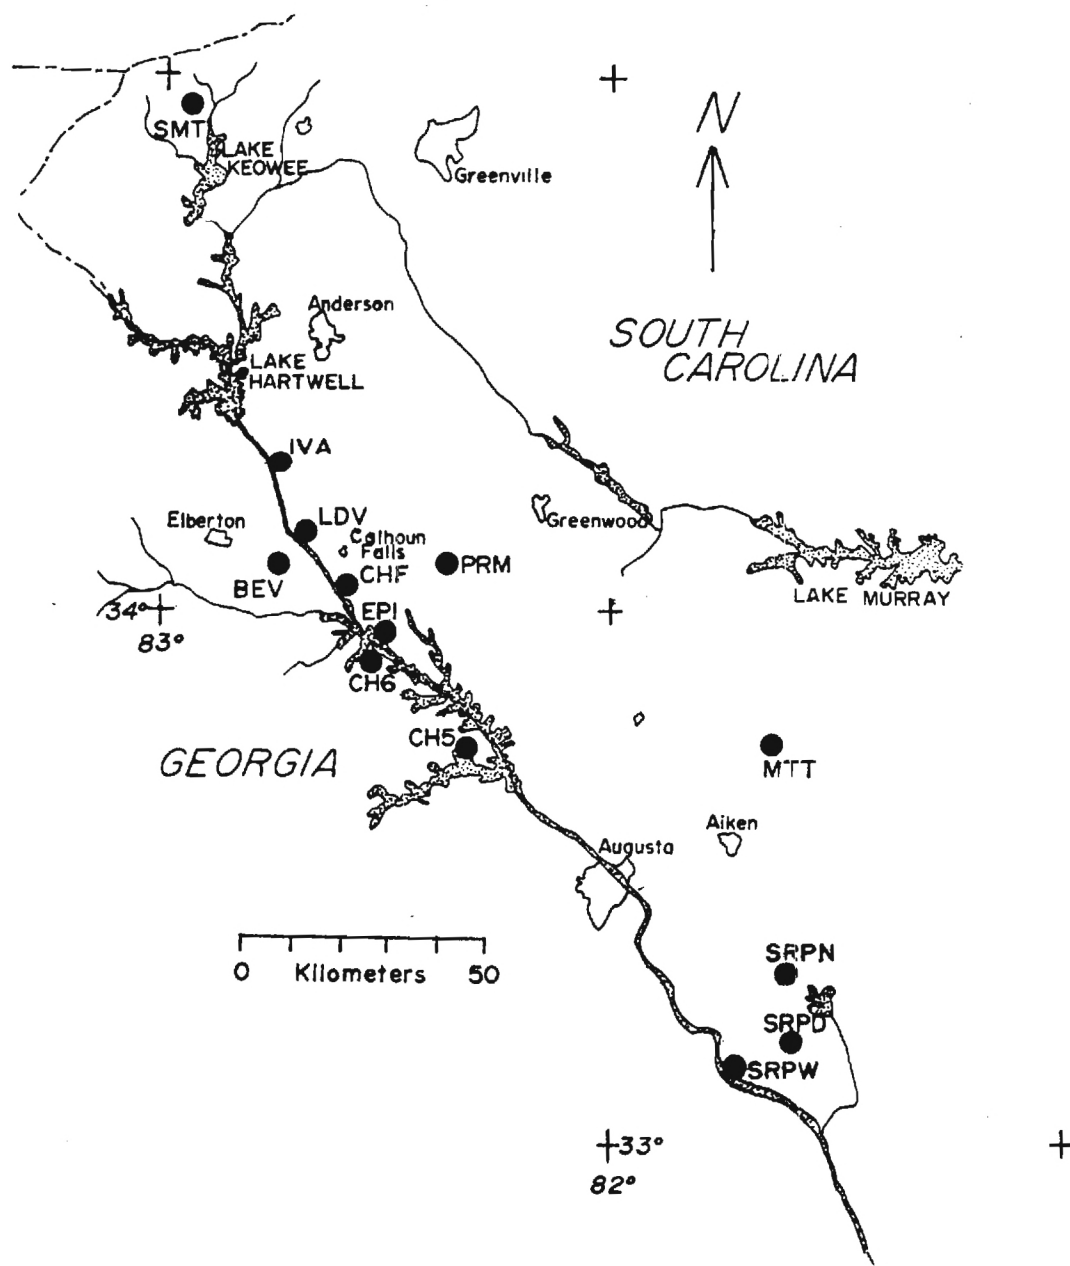 N
SMT
LAKE
KEOWEE
Greenville
SOUTH
CAROLINA
Anderson
LAKE
HARTWELL
IVA
Elberton
LDV
Calhoun
Falls
Greenwood
BEV
CHF
PRM
LAKE MURRAY
34°
83°
EPI
CH6
CH5
GEORGIA
MTT
Aiken
Augusta
0 Kilometers 50
SRPN
SRPD
SRPW
33°
82°